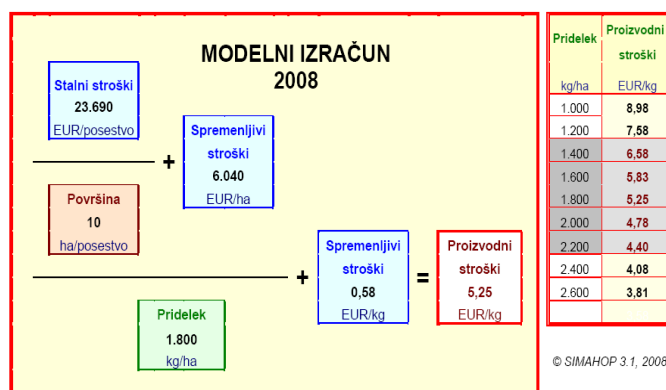 MODELNI IZRAČUN
2008
Stalni stroški
23.690
EUR/posestvo
+
Spremenljivi
stroški
6.040
EUR/ha
Površina
10
ha/posestvo
+
Spremenljivi
stroški
0,58
EUR/kg
=
Proizvodni
stroški
5,25
EUR/kg
Pridelek
1.800
kg/ha
Pridelek Proizvodni
stroški
kg/ha EUR/kg
1.000 8,98
1.200 7,58
1.400 6,58
1.600 5,83
1.800 5,25
2.000 4,78
2.200 4,40
2.400 4,08
2.600 3,81
© SIMAHOP 3.1, 2008